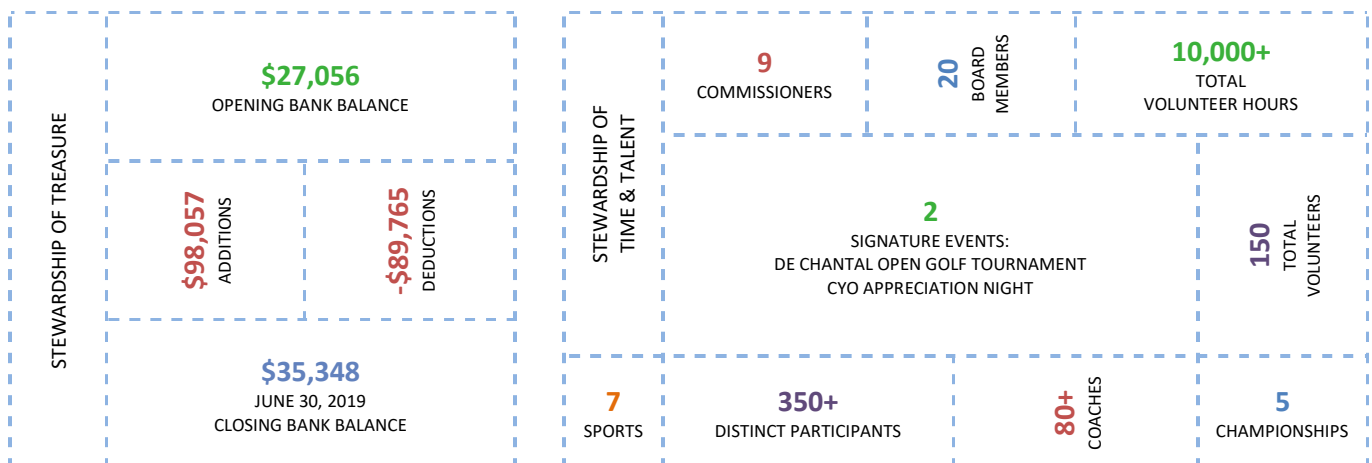 STEWARDSHIP OF TREASURE
$27,056
OPENING BANK BALANCE
$98,057
ADDITIONS
-$89,765
DEDUCTIONS
$35,348
JUNE 30, 2019
CLOSING BANK BALANCE
STEWARDSHIP OF
TIME & TALENT
9
COMMISSIONERS
20
BOARD
MEMBERS
10,000+
TOTAL
VOLUNTEER HOURS
2
SIGNATURE EVENTS:
DE CHANTAL OPEN GOLF TOURNAMENT
CYO APPRECIATION NIGHT
150
TOTAL
VOLUNTEERS
7
SPORTS
350+
DISTINCT PARTICIPANTS
80+
COACHES
5
CHAMPIONSHIPS